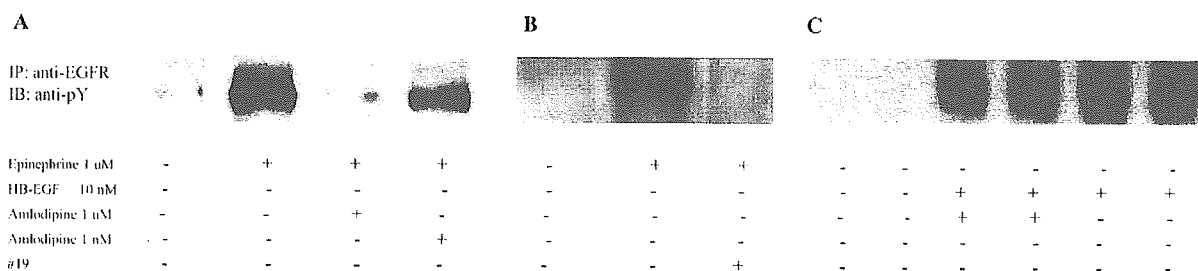 A B C
IP: anti-EGFR
IB: anti-pY
Epinephrine 1 uM - + + + - + + - - - - - -
HB-EGF 10 nM - - - - - - - - - + + + +
Amlodipine 1 uM - - + - - - - - - + + - -
Amlodipine 1 nM - - - + - - - - - - - - -
#19 - - - - - - + - - - - - -